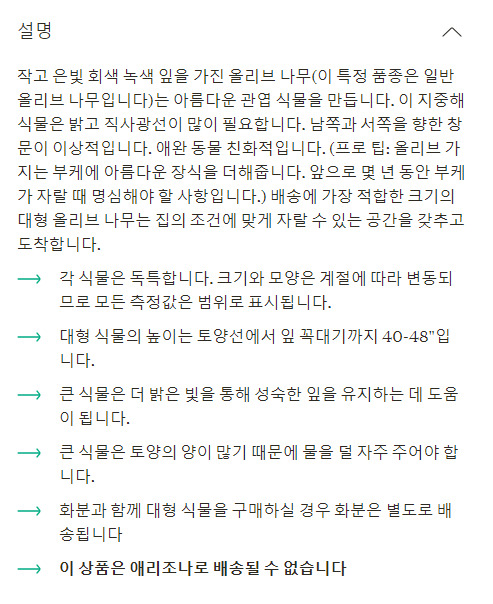 설명
작고 은빛 회색 녹색 잎을 가진 올리브 나무(이 특정 품종은 일반
올리브 나무입니다)는 아름다운 관엽 식물을 만듭니다. 이 지중해
식물은 밝고 직사광선이 많이 필요합니다. 남쪽과 서쪽을 향한 창
문이 이상적입니다. 애완 동물 친화적입니다. (프로 팁: 올리브 가
지는 부케에 아름다운 장식을 더해줍니다. 앞으로 몇 년 동안 부케
가 자랄 때 명심해야 할 사항입니다.) 배송에 가장 적합한 크기의
대형 올리브 나무는 집의 조건에 맞게 자랄 수 있는 공간을 갖추고
도착합니다.
각 식물은 독특합니다. 크기와 모양은 계절에 따라 변동되
므로 모든 측정값은 범위로 표시됩니다.
대형 식물의 높이는 토양선에서 잎 꼭대기까지 40-48"입
니다.
큰 식물은 더 밝은 빛을 통해 성숙한 잎을 유지하는 데 도움
이 됩니다.
큰 식물은 토양의 양이 많기 때문에 물을 덜 자주 주어야 합
니다.
화분과 함께 대형 식물을 구매하실 경우 화분은 별도로 배
송됩니다
이 상품은 애리조나로 배송될 수 없습니다